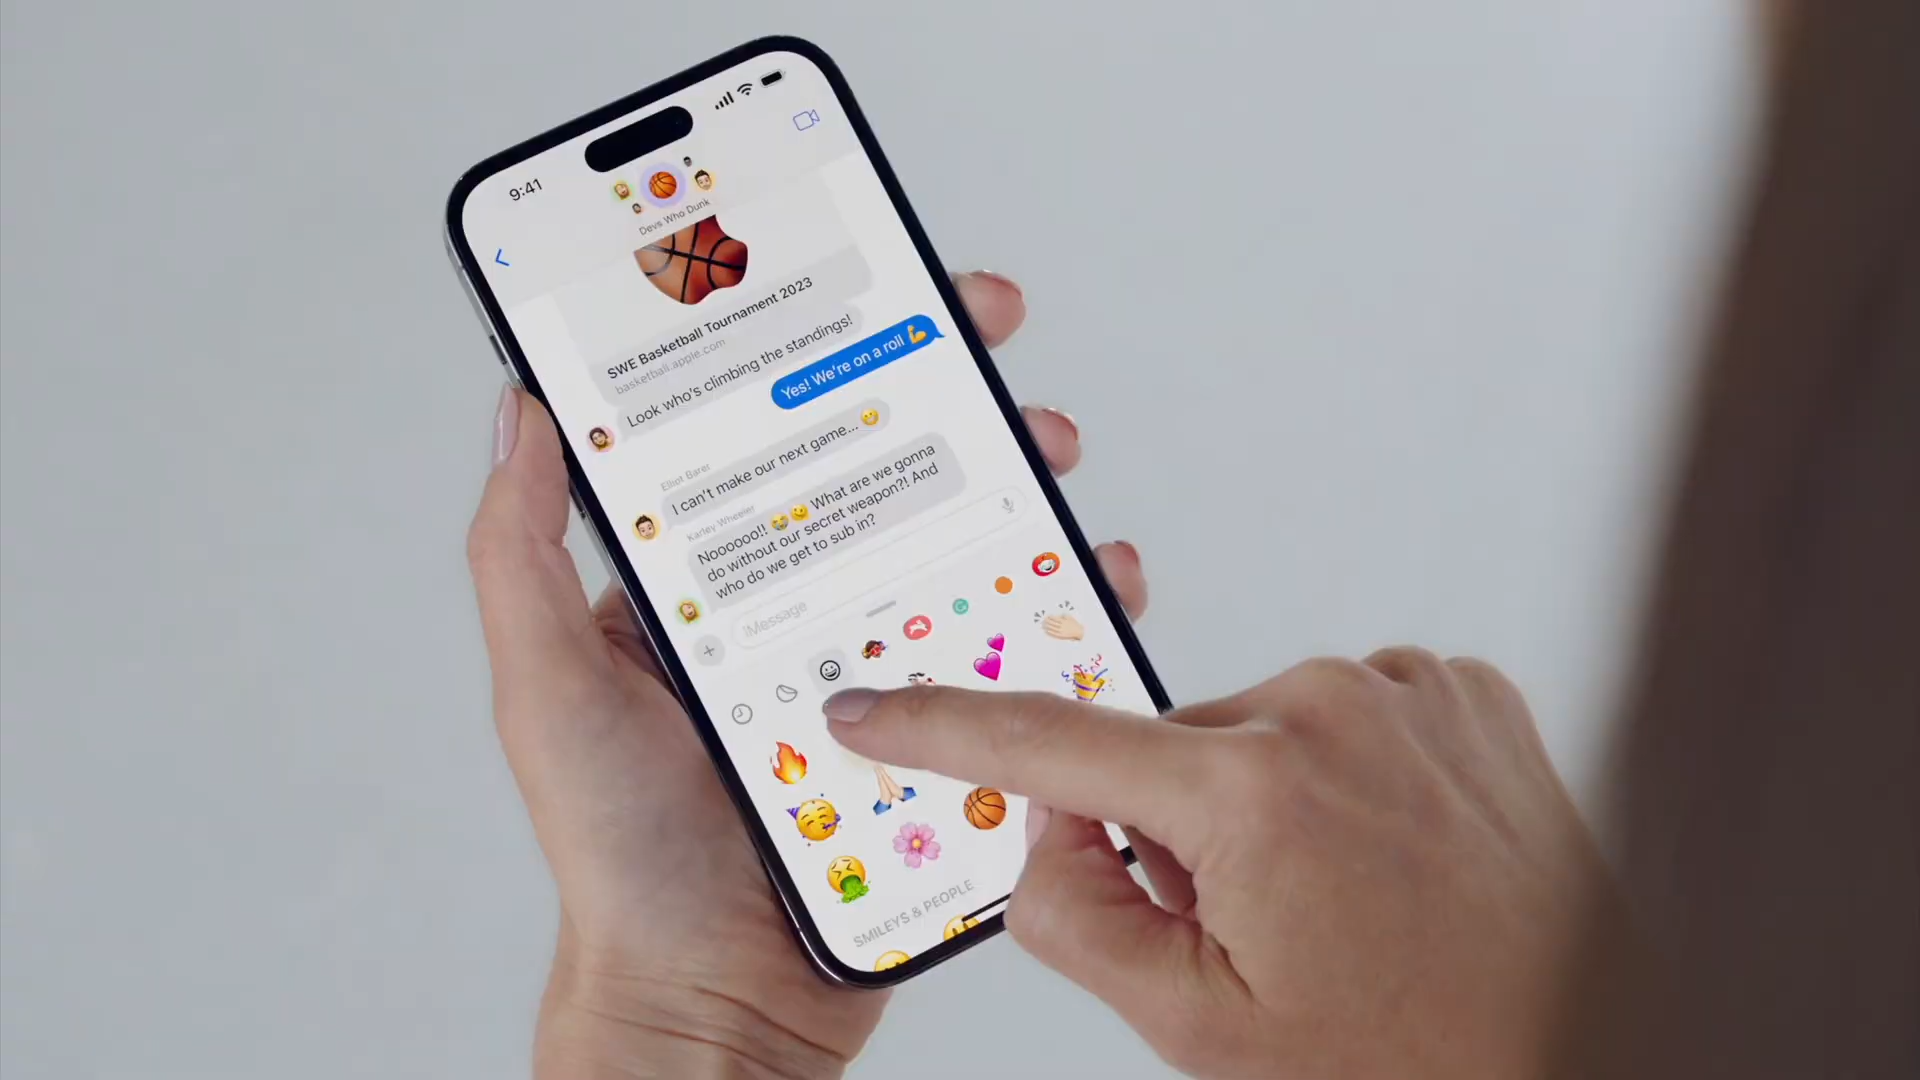 9:41
Devs Who Dunk
SWE Basketball Tournament 2023
basketball.apple.com
Look who's climbing the standings!
Yes! We're on a roll 💪
Elliot Barer
I can't make our next game... 😀
Karley Wheeler
Noooooo!! 😭🫠 What are we gonna
do without our secret weapon?! And
who do we get to sub in?
iMessage
SMILEYS & PEOPLE